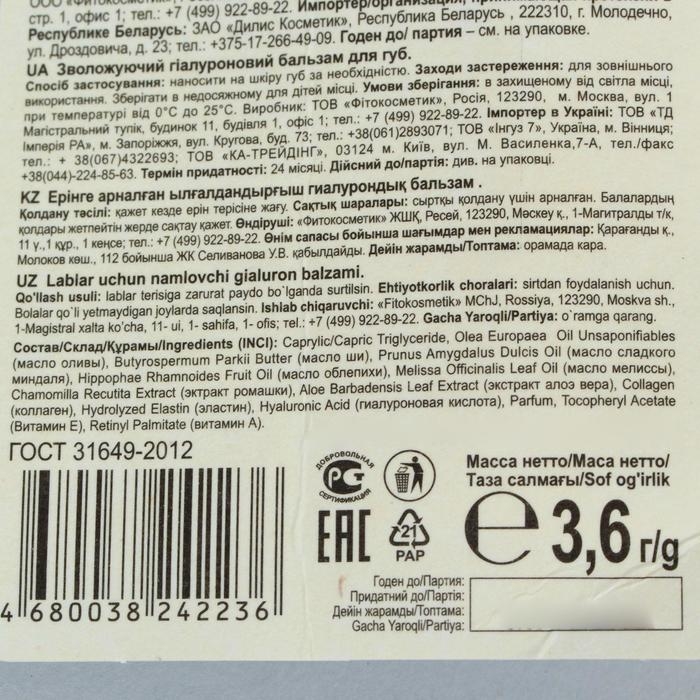 стр. 1, офис 1; тел.: +7 (499) 922-89-22. Импортер/организация,
Республике Беларусь: ЗАО «Дилис Косметик», Республика Беларусь , 222310, г. Молодечно,
ул. Дроздовича, д. 23; тел.: +375-17-266-49-09. Годен до/ партия – см. на упаковке.
UA Зволожуючий гіалуроновий бальзам для губ.
Спосіб застосування: наносити на шкіру губ за необхідністю. Заходи застереження: для зовнішнього
використання. Зберігати в недосяжному для дітей місці. Умови зберігання: в захищеному від світла місці,
при температурі від 0°С до 25°С. Виробник: ТОВ «Фітокосметик», Росія, 123290, м. Москва, вул. 1
Магістральний тупік, будинок 11, будівля 1, офіс 1; тел.: +7 (499) 922-89-22. Імпортер в Україні: ТОВ «ТД
Імперія РА», м. Запоріжжя, вул. Кругова, буд. 73; тел.: +38(061)2893071; ТОВ «Інгуз 7», Україна, м. Вінниця;
тел.: + 38(067)4322693; ТОВ «КА-ТРЕЙДІНГ», 03124 м. Київ, вул. М. Василенка,7-А, тел./факс
+38(044)-224-85-63. Термін придатності: 24 місяці. Дійсний до/партія: див. на упаковці.
KZ Ерінге арналған ылғалдандырғыш гиалурондық бальзам .
Қолдану тәсілі: қажет кезде ерін терісіне жағу. Сақтық шаралары: сыртқы қолдану үшін арналған. Балалардың
қолдары жетпейтін жерде сақтау қажет. Өндіруші: «Фитокосметик» ЖШҚ, Ресей, 123290, Мәскеу қ., 1-Магитралды т/к,
11 ү.,1 құр., 1 кеңсе; тел.: +7 (499) 922-89-22. Өнім сапасы бойынша шағымдар мен рекламациялар: Қарағанды қ.,
Молоков көш., 112 бойынша ЖК Селиванова У.В. қабылдайды. Дейін жарамды/Топтама: орамада кара.
UZ Lablar uchun namlovchi gialuron balzami.
Qo'llash usuli: lablar terisiga zarurat paydo bo`lganda surtilsin. Ehtiyotkorlik choralari: sirtdan foydalanish uchun.
Bolalar qo`li yetmaydigan joylarda saqlansin. Ishlab chiqaruvchi: «Fitokosmetik» MChJ, Rossiya, 123290, Moskva sh.,
1-Magistral xalta ko'cha, 11- ui, 1- sahifa, 1- ofis; tel.: +7 (499) 922-89-22. Gacha Yaroqli/Partiya: o`ramga qarang.
Состав/Склад/Құрамы/Ingredients (INCI): Caprylic/Capric Triglyceride, Olea Europaea Oil Unsaponifiables
(масло оливы), Butyrospermum Parkii Butter (масло ши), Prunus Amygdalus Dulcis Oil (масло сладкого
миндаля), Hippophae Rhamnoides Fruit Oil (масло облепихи), Melissa Officinalis Leaf Oil (масло мелиссы),
Chamomilla Recutita Extract (эктракт ромашки), Aloe Barbadensis Leaf Extract (экстракт алоэ вера), Collagen
(коллаген), Hydrolyzed Elastin (эластин), Hyaluronic Acid (гиалуроновая кислота), Parfum, Tocopheryl Acetate
(Витамин Е), Retinyl Palmitate (витамин А).
ГОСТ 31649-2012
ДОБРОВОЛЬНАЯ
РСТ
СЕРТИФИКАЦИЯ
EAC
21
PAP
Масса нетто/Маса нетто/
Таза салмағы/Sof og'irlik
e 3,6 г/g
Годен до/Партия:
Придатний до/Партія:
Дейін жарамды/Топтама:
Gacha Yaroqli/Partiya:
4 680038 242236